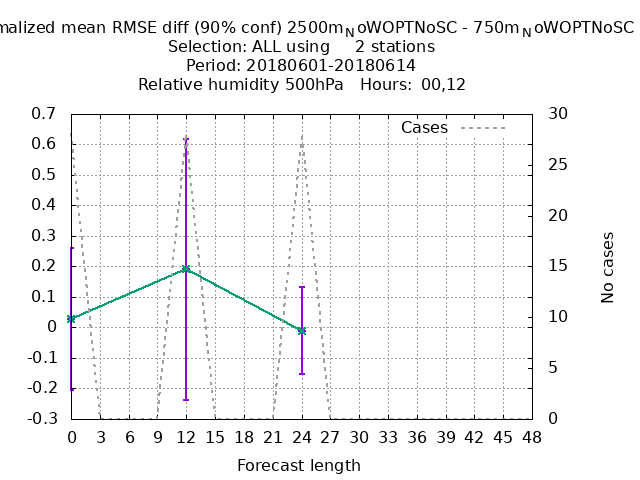 malized mean RMSE diff (90% conf) 2500mNoWOPTNoSC - 750mNoWOPTNoSC
Selection: ALL using 2 stations
Period: 20180601-20180614
Relative humidity 500hPa Hours: 00,12
Cases
0.7
0.6
0.5
0.4
0.3
0.2
0.1
0
-0.1
-0.2
-0.3
30
25
20
15
10
5
0
No cases
0 3 6 9 12 15 18 21 24 27 30 33 36 39 42 45 48
Forecast length